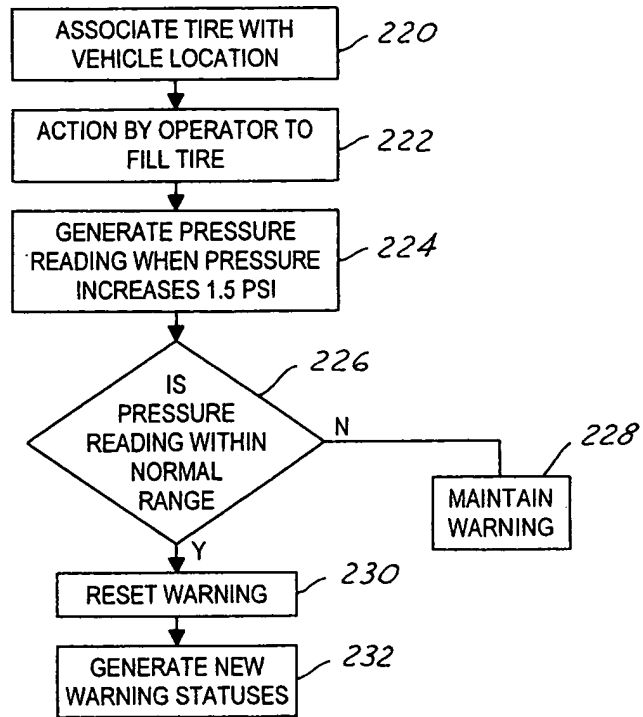 ASSOCIATE TIRE WITH
VEHICLE LOCATION
220
ACTION BY OPERATOR TO
FILL TIRE
222
GENERATE PRESSURE
READING WHEN PRESSURE
INCREASES 1.5 PSI
224
226
IS
PRESSURE
READING WITHIN
NORMAL
RANGE
N
228
MAINTAIN
WARNING
Y
230
RESET WARNING
232
GENERATE NEW
WARNING STATUSES